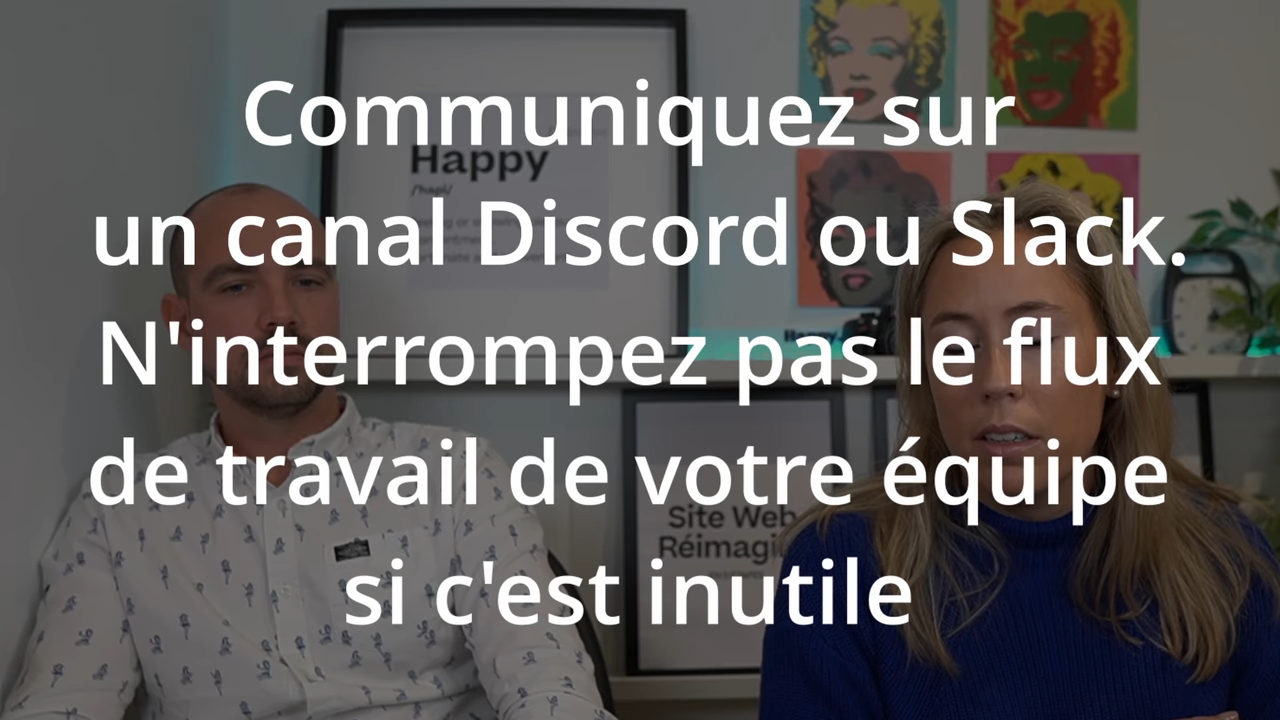 Communiquez sur
un canal Discord ou Slack.
N'interrompez pas le flux
de travail de votre équipe
si c'est inutile
Happy
Site Web